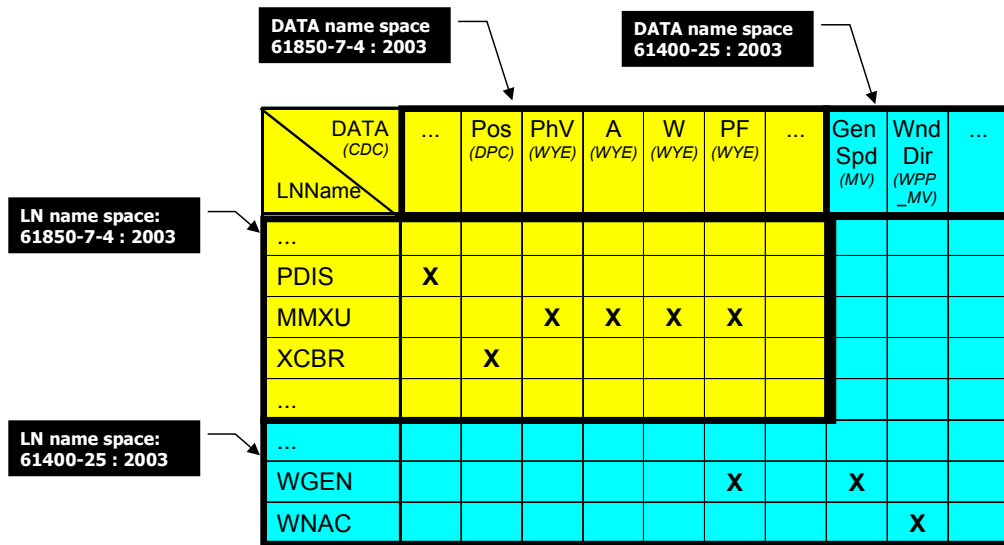 DATA name space
61850-7-4 : 2003
DATA name space
61400-25 : 2003
DATA
(CDC)
LNName
...
Pos
(DPC)
PhV
(WYE)
A
(WYE)
W
(WYE)
PF
(WYE)
...
Gen
Spd
(MV)
Wnd
Dir
(WPP
_MV)
...
LN name space:
61850-7-4 : 2003
...
PDIS X
MMXU X X X X
XCBR X
...
LN name space:
61400-25 : 2003
...
WGEN X X
WNAC X